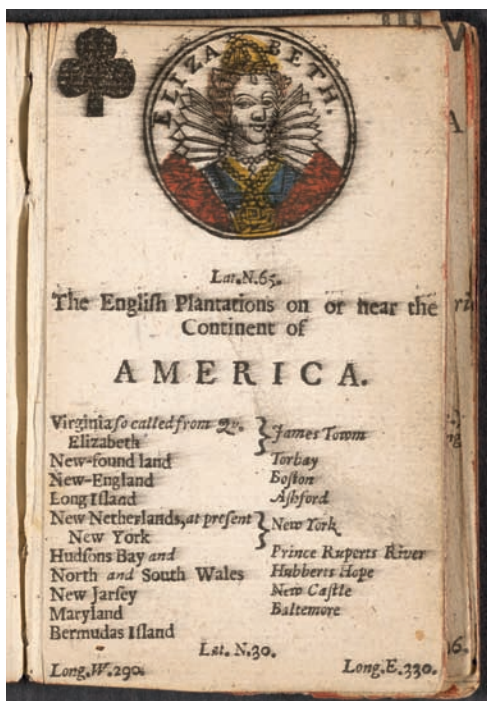 ELIZABETH.
Lat.N.65.
The Engliſh Plantations on or near the
Continent of
AMERICA.
Virginia ſo called from Qu. } James Town
Elizabeth
New-found land Torbay
New-England Boſton
Long Iſland Aſhford
New Netherlands, at preſent } New York
New York
Hudſons Bay and Prince Ruperts River
North and South Wales Hubberts Hope
New Jarſey New Caſtle
Maryland Baltemore
Bermudas Iſland
Lat. N.30.
Long.W.290. Long.E.330.